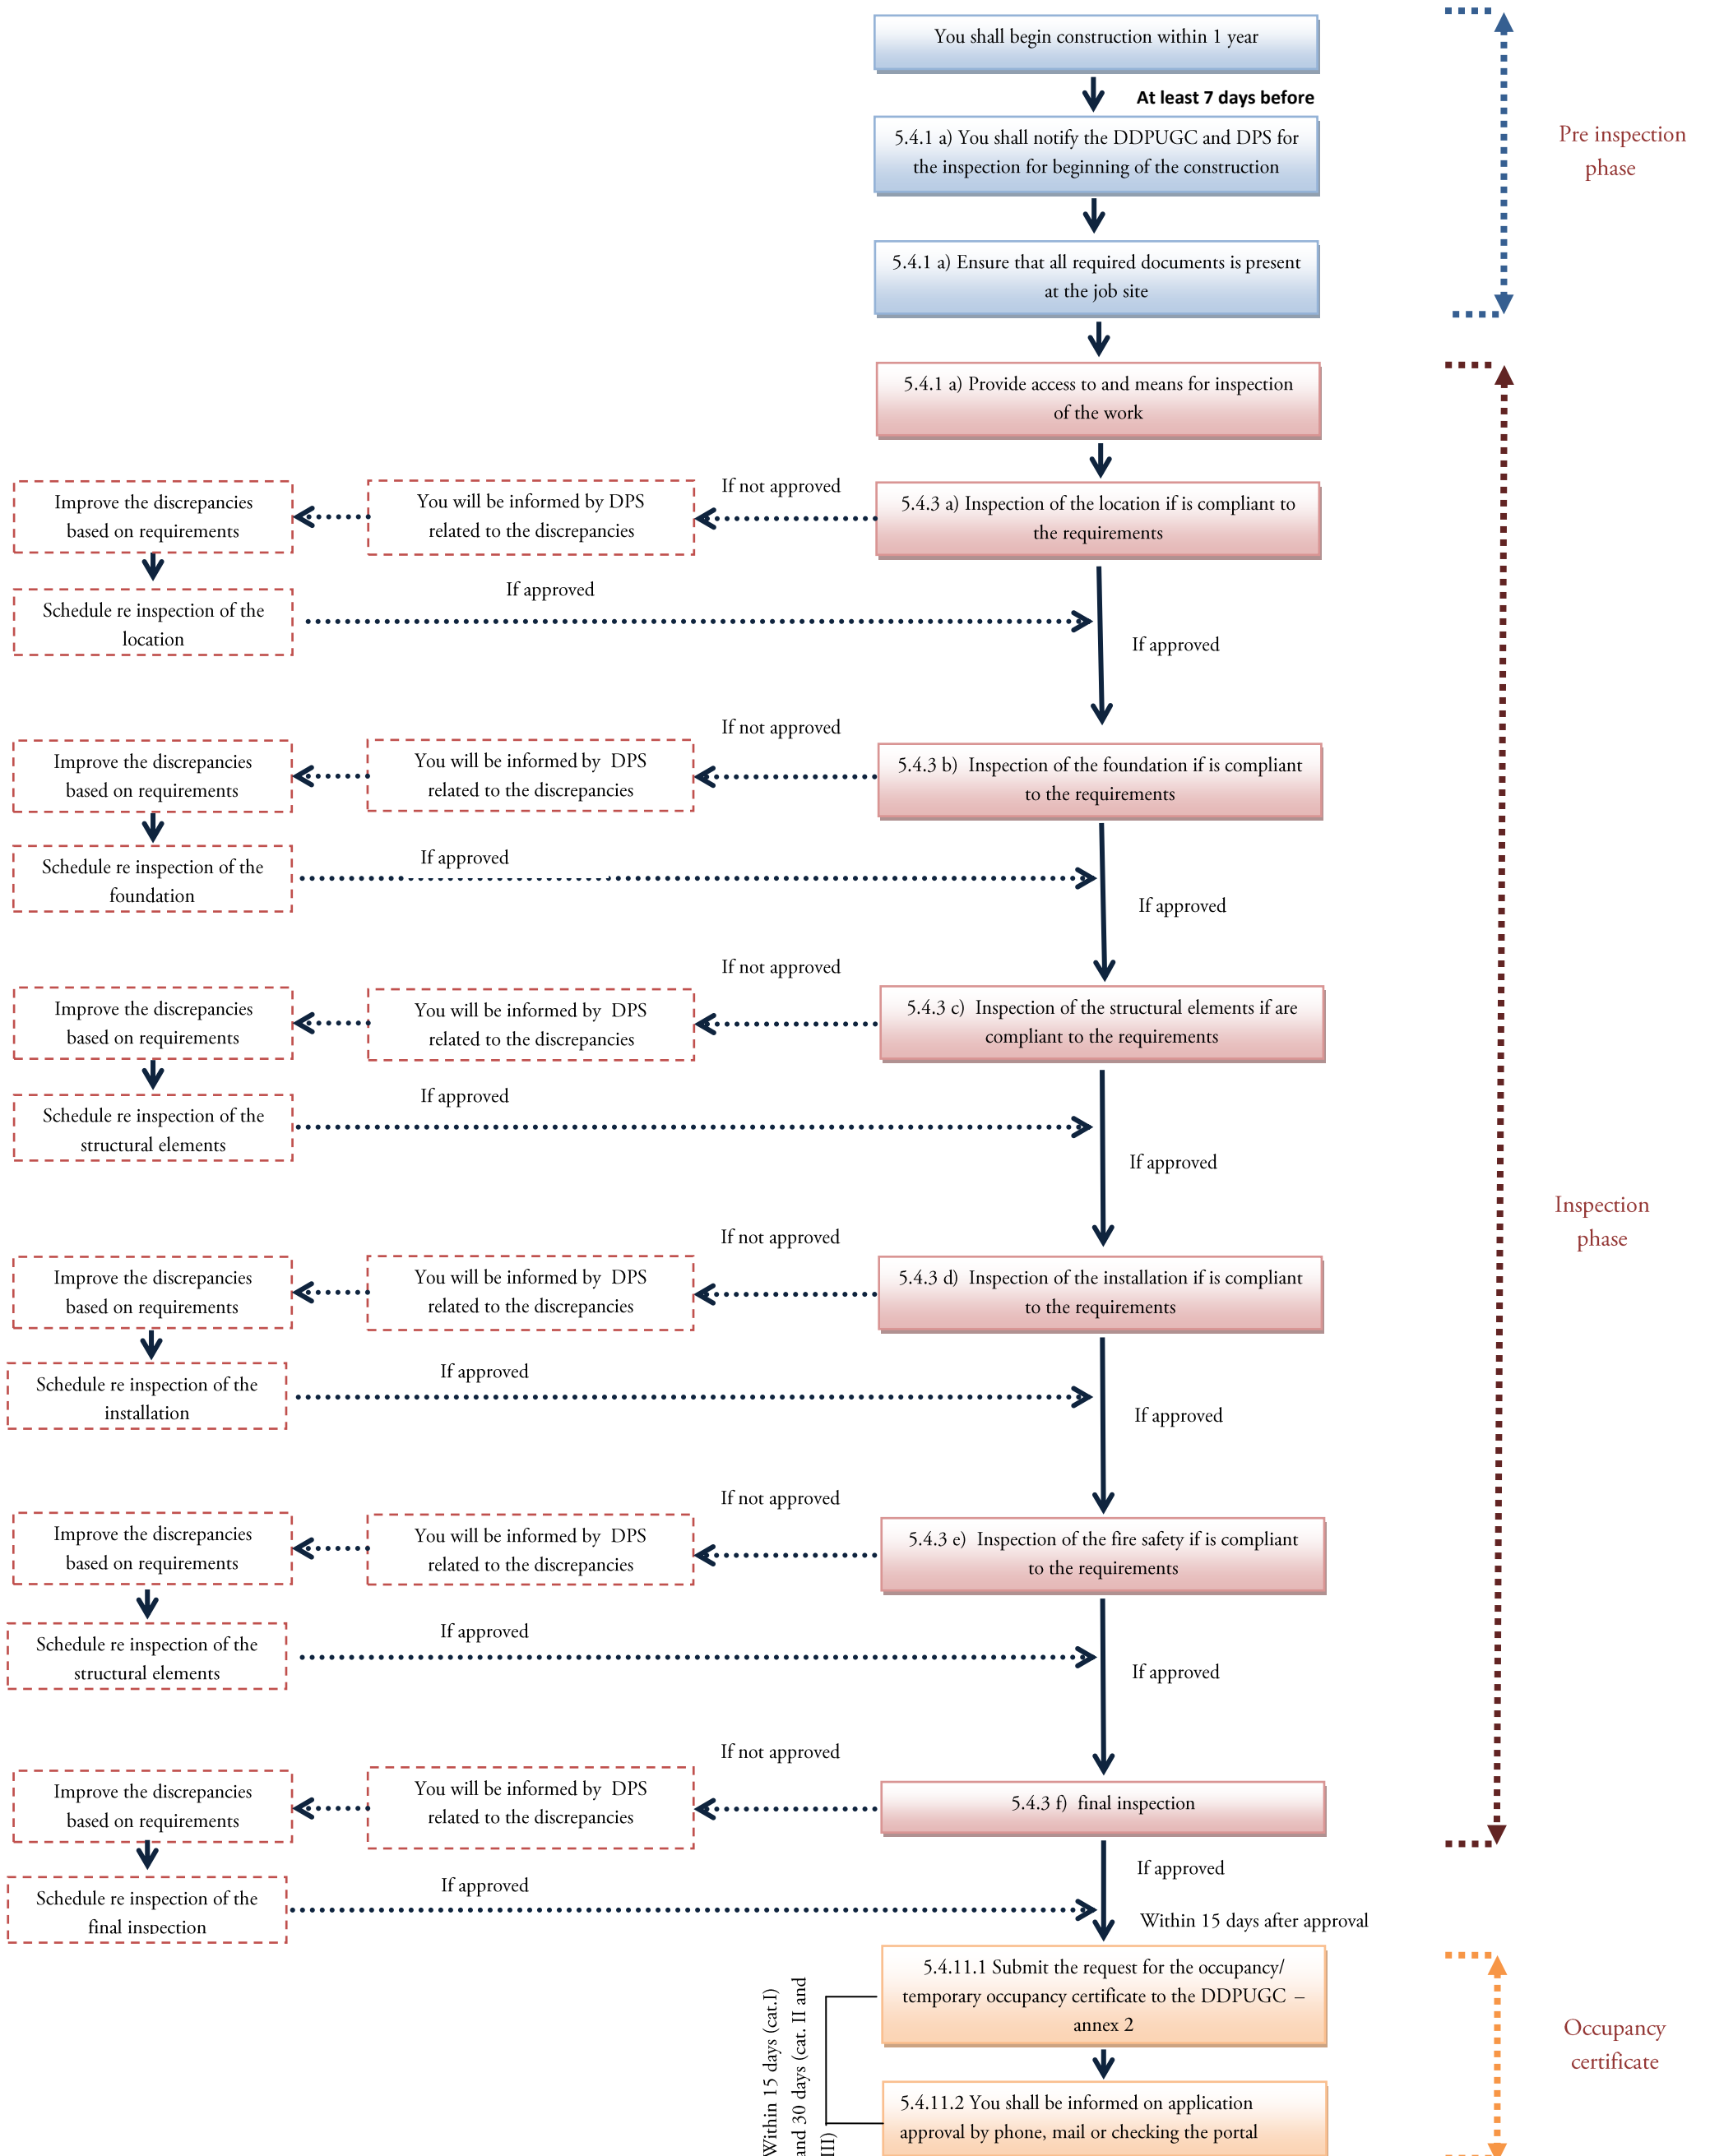 You shall begin construction within 1 year
At least 7 days before
5.4.1 a) You shall notify the DDPUGC and DPS for
the inspection for beginning of the construction
Pre inspection
phase
5.4.1 a) Ensure that all required documents is present
at the job site
5.4.1 a) Provide access to and means for inspection
of the work
5.4.3 a) Inspection of the location if is compliant to
the requirements
If not approved
You will be informed by DPS
related to the discrepancies
Improve the discrepancies
based on requirements
Schedule re inspection of the
location
If approved
If approved
5.4.3 b) Inspection of the foundation if is compliant
to the requirements
If not approved
You will be informed by DPS
related to the discrepancies
Improve the discrepancies
based on requirements
Schedule re inspection of the
foundation
If approved
If approved
5.4.3 c) Inspection of the structural elements if are
compliant to the requirements
If not approved
You will be informed by DPS
related to the discrepancies
Improve the discrepancies
based on requirements
Schedule re inspection of the
structural elements
If approved
If approved
Inspection
phase
5.4.3 d) Inspection of the installation if is compliant
to the requirements
If not approved
You will be informed by DPS
related to the discrepancies
Improve the discrepancies
based on requirements
Schedule re inspection of the
installation
If approved
If approved
5.4.3 e) Inspection of the fire safety if is compliant
to the requirements
If not approved
You will be informed by DPS
related to the discrepancies
Improve the discrepancies
based on requirements
Schedule re inspection of the
structural elements
If approved
If approved
5.4.3 f) final inspection
If not approved
You will be informed by DPS
related to the discrepancies
Improve the discrepancies
based on requirements
Schedule re inspection of the
final inspection
If approved
If approved
Within 15 days after approval
5.4.11.1 Submit the request for the occupancy/
temporary occupancy certificate to the DDPUGC –
annex 2
Within 15 days (cat.I)
and 30 days (cat. II and
III)
Occupancy
certificate
5.4.11.2 You shall be informed on application
approval by phone, mail or checking the portal